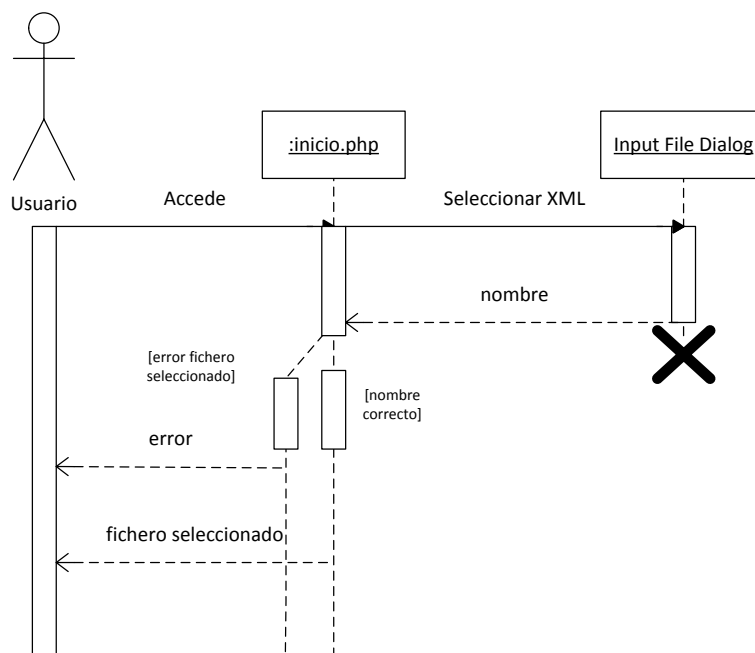 :inicio.php
Input File Dialog
Usuario
Accede
Seleccionar XML
nombre
[error fichero
seleccionado]
[nombre
correcto]
error
fichero seleccionado